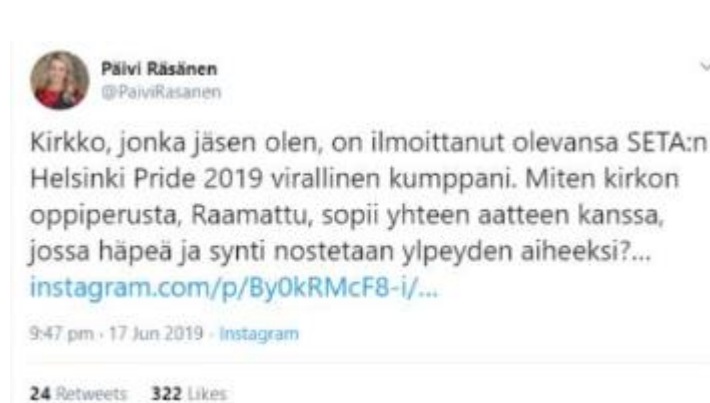 Päivi Räsänen
@PaiviRasanen
Kirkko, jonka jäsen olen, on ilmoittanut olevansa SETA:n
Helsinki Pride 2019 virallinen kumppani. Miten kirkon
oppiperusta, Raamattu, sopii yhteen aatteen kanssa,
jossa häpeä ja synti nostetaan ylpeyden aiheeksi?...
instagram.com/p/By0kRMcF8-i/...
9:47 pm · 17 Jun 2019 · Instagram
24 Retweets 322 Likes